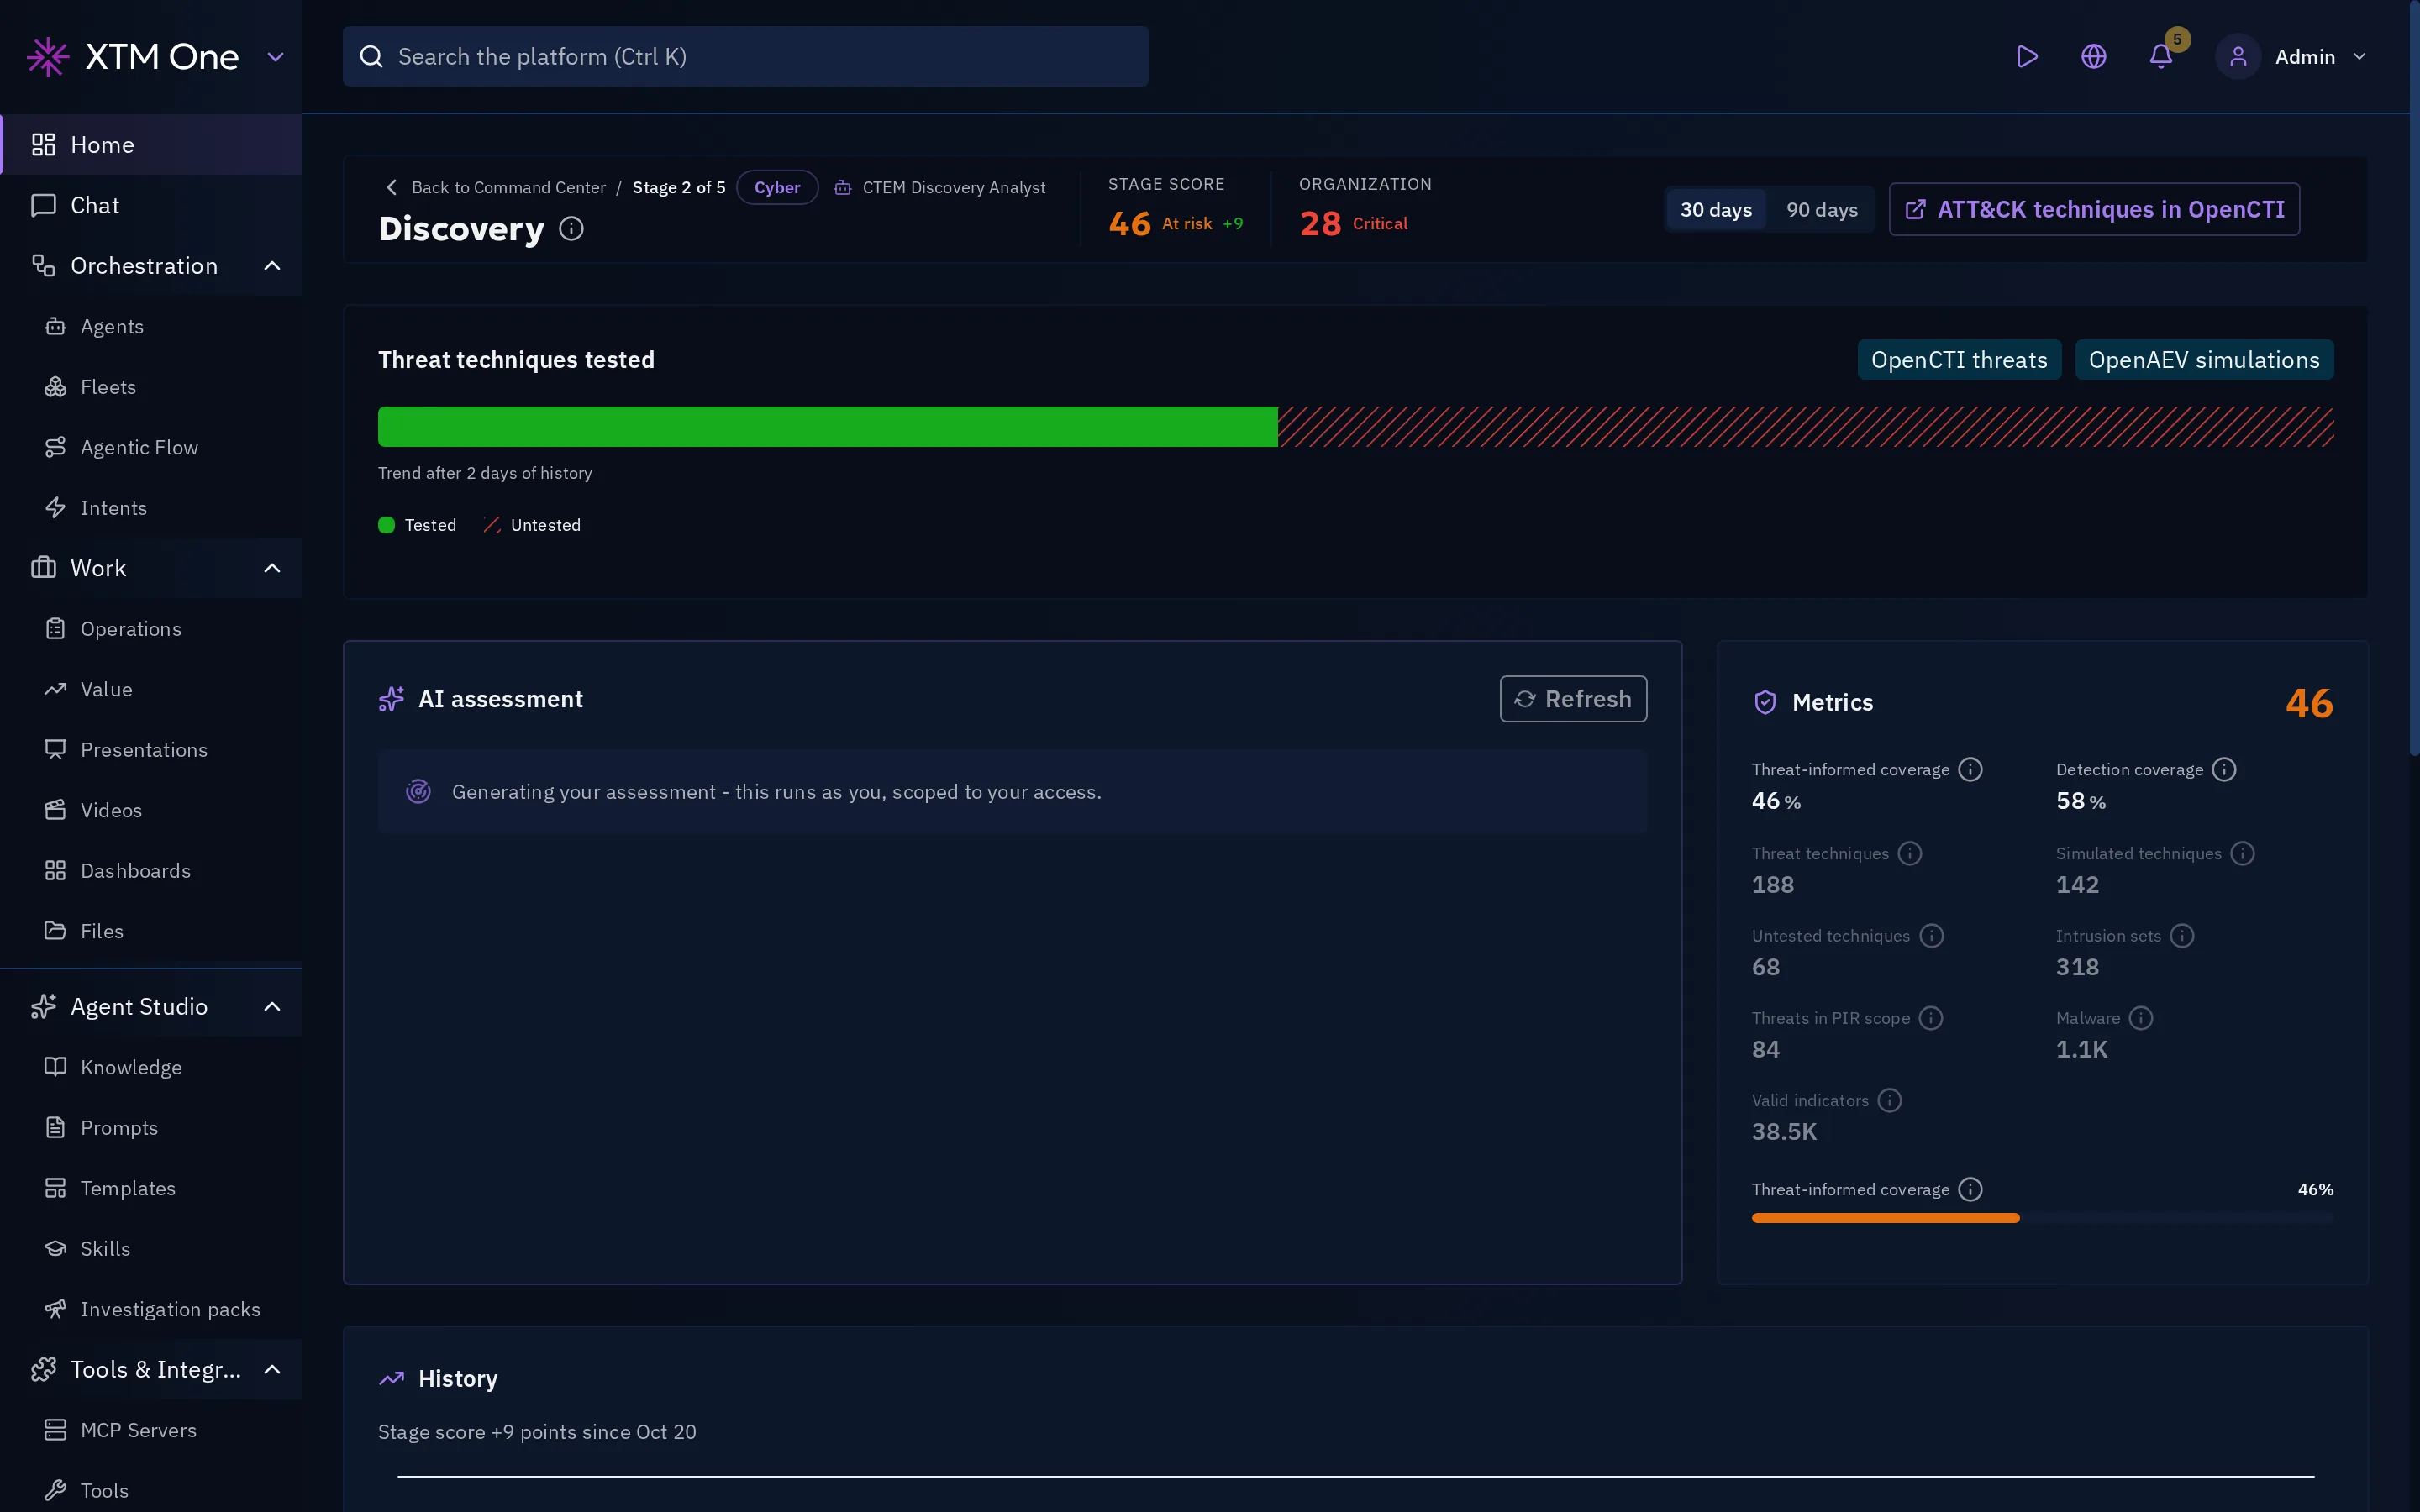 XTM One
Search the platform (Ctrl K)
5
Admin
Home
Chat
Orchestration
Agents
Fleets
Agentic Flow
Intents
Work
Operations
Value
Presentations
Videos
Dashboards
Files
Agent Studio
Knowledge
Prompts
Templates
Skills
Investigation packs
Tools & Integr...
MCP Servers
Tools
Back to Command Center / Stage 2 of 5 Cyber CTEM Discovery Analyst
Discovery
STAGE SCORE
46 At risk +9
ORGANIZATION
28 Critical
30 days 90 days
ATT&CK techniques in OpenCTI
Threat techniques tested
OpenCTI threats OpenAEV simulations
Trend after 2 days of history
Tested Untested
AI assessment
Refresh
Generating your assessment - this runs as you, scoped to your access.
Metrics 46
Threat-informed coverage
46 %
Detection coverage
58 %
Threat techniques
188
Simulated techniques
142
Untested techniques
68
Intrusion sets
318
Threats in PIR scope
84
Malware
1.1K
Valid indicators
38.5K
Threat-informed coverage 46%
History
Stage score +9 points since Oct 20